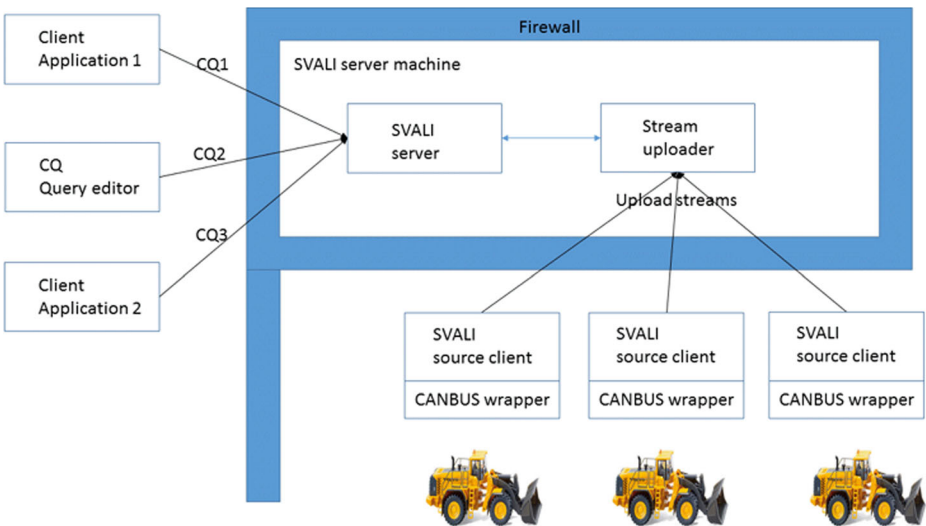 Firewall
Client
Application 1
SVALI server machine
CQ1
SVALI
server
Stream
uploader
CQ
Query editor
CQ2
Upload streams
CQ3
Client
Application 2
SVALI
source client
CANBUS wrapper
SVALI
source client
CANBUS wrapper
SVALI
source client
CANBUS wrapper